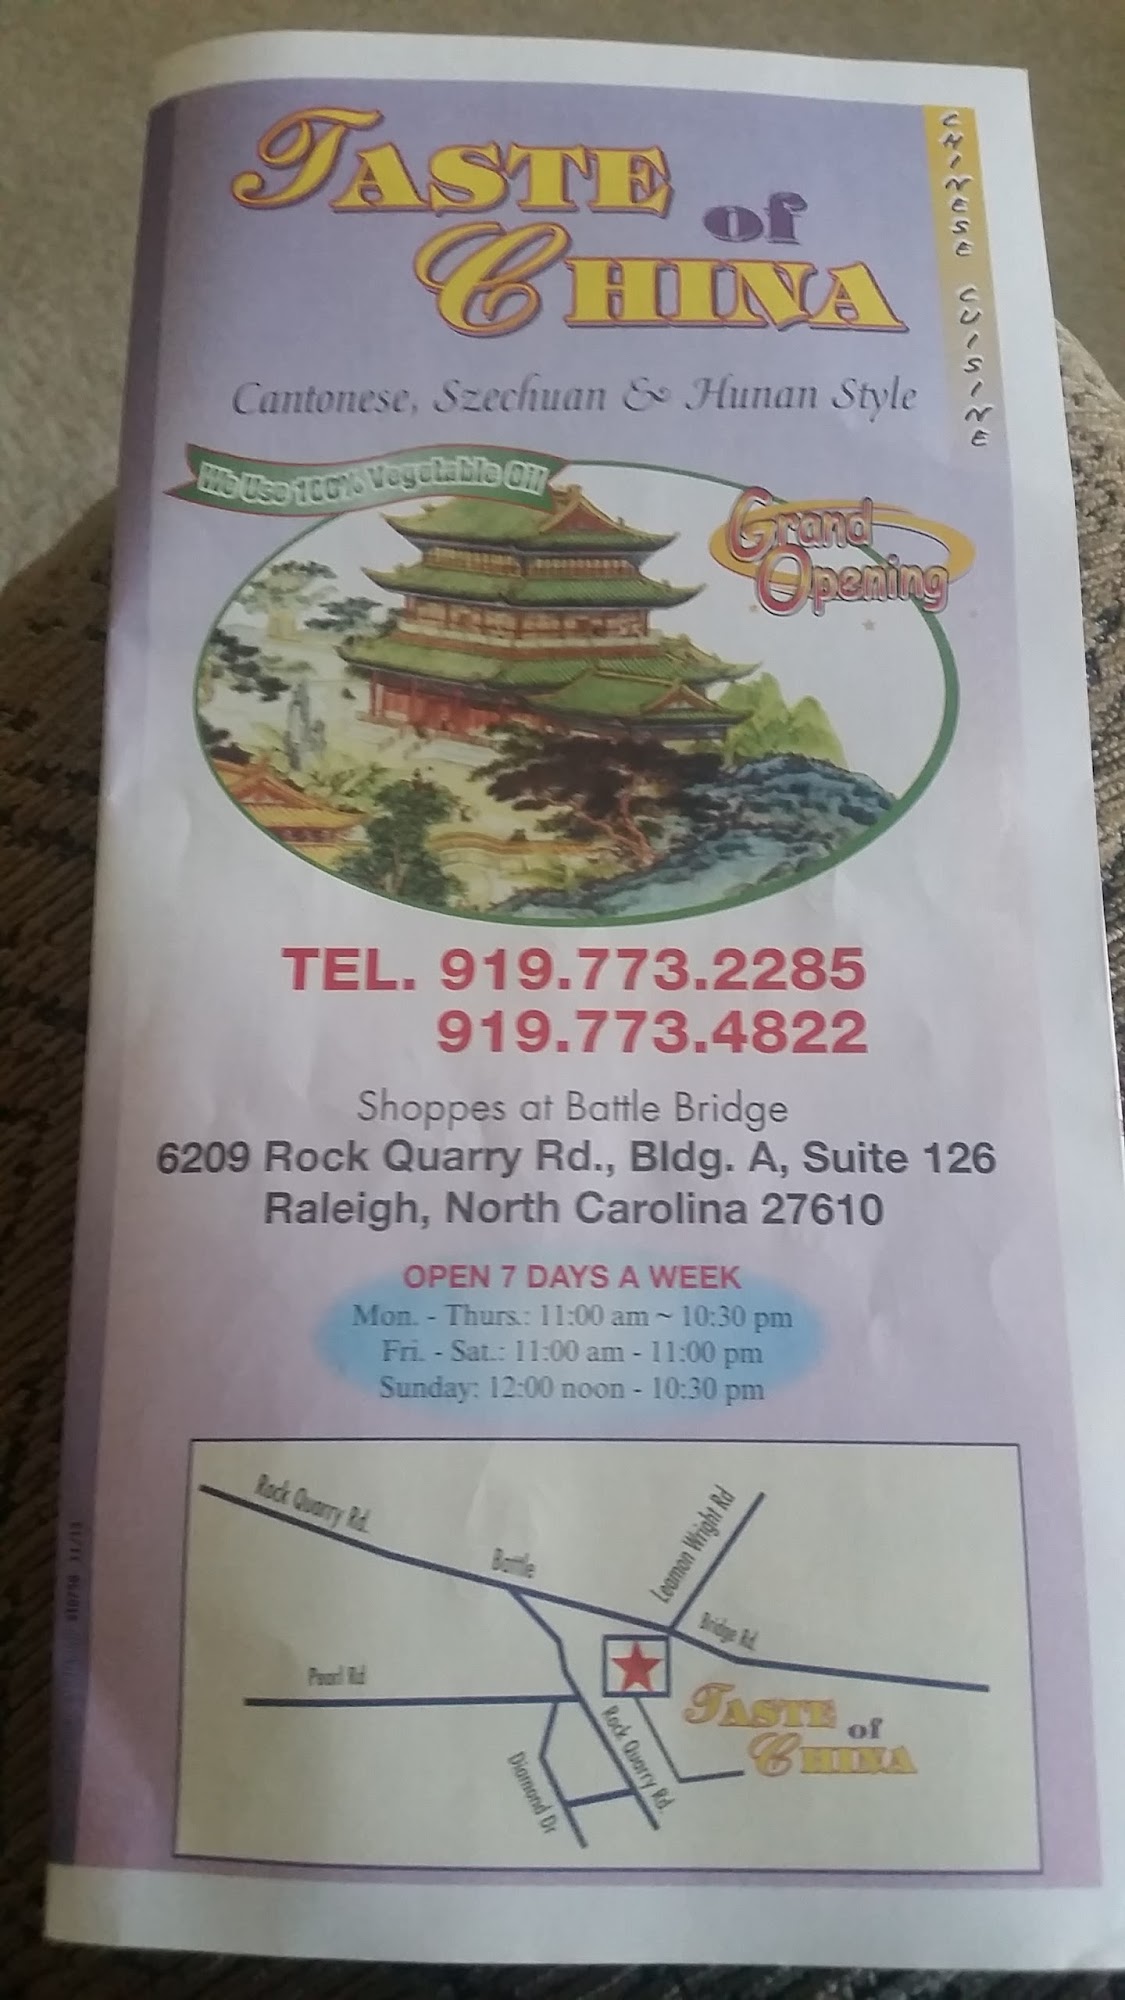 TASTE of
CHINA
CHINESE CUISINE
Cantonese, Szechuan & Hunan Style
We Use 100% Vegetable Oil
Grand
Opening
TEL. 919.773.2285
919.773.4822
Shoppes at Battle Bridge
6209 Rock Quarry Rd., Bldg. A, Suite 126
Raleigh, North Carolina 27610
OPEN 7 DAYS A WEEK
Mon. - Thurs.: 11:00 am ~ 10:30 pm
Fri. - Sat.: 11:00 am - 11:00 pm
Sunday: 12:00 noon - 10:30 pm
Rock Quarry Rd.
Battle
Leamon Wright Rd
Bridge Rd.
Pearl Rd
TASTE of
CHINA
Rock Quarry Rd.
Diamond Dr